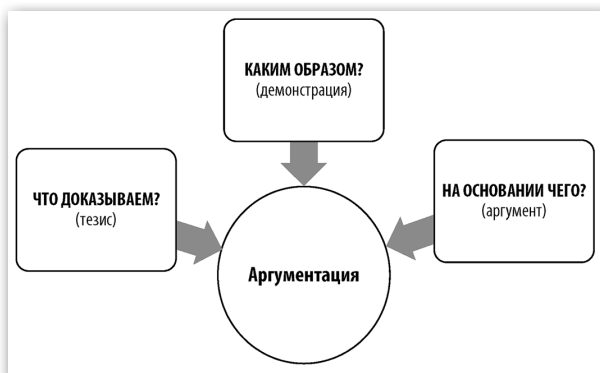 КАКИМ ОБРАЗОМ?
(демонстрация)
ЧТО ДОКАЗЫВАЕМ?
(тезис)
НА ОСНОВАНИИ ЧЕГО?
(аргумент)
Аргументация